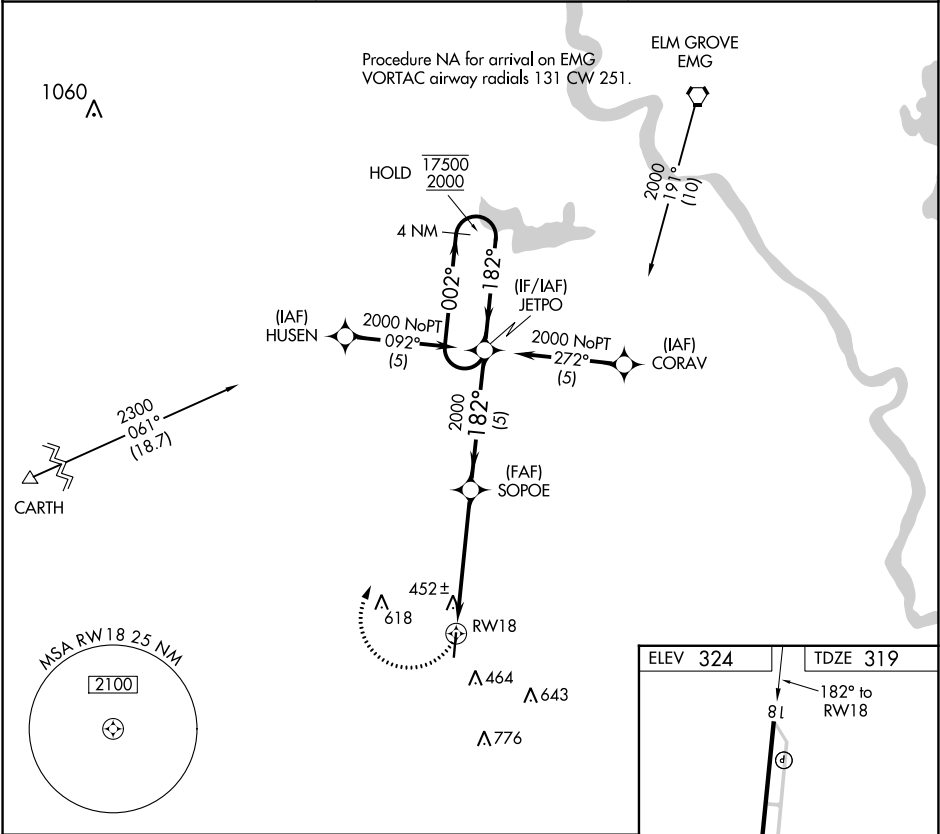 Procedure NA for arrival on EMG
VORTAC airway radials 131 CW 251.
ELM GROVE
EMG
1060
HOLD
17500
2000
4 NM
2000
191°
(10)
002°
182°
(IF/IAF)
JETPO
(IAF)
HUSEN
2000 NoPT
092°
(5)
2000 NoPT
272°
(5)
(IAF)
CORAV
2300
061°
(18.7)
CARTH
2000
182°
(5)
(FAF)
SOPOE
452±
618
RW18
464
643
776
MSA RW18 25 NM
2100
ELEV 324
TDZE 319
182° to
RW18
18
P